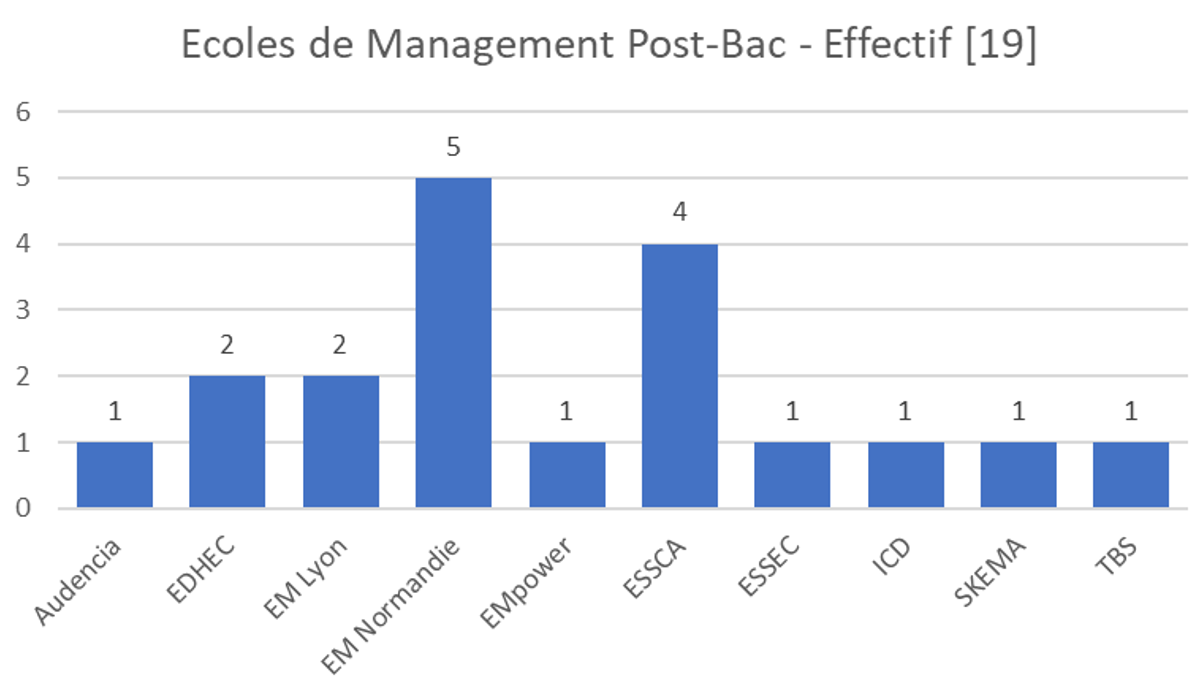 Ecoles de Management Post-Bac - Effectif [19]
6
5
4
3
2
1
0
1
2
2
5
1
4
1
1
1
1
Audencia
EDHEC
EM Lyon
EM Normandie
EMpower
ESSCA
ESSEC
ICD
SKEMA
TBS